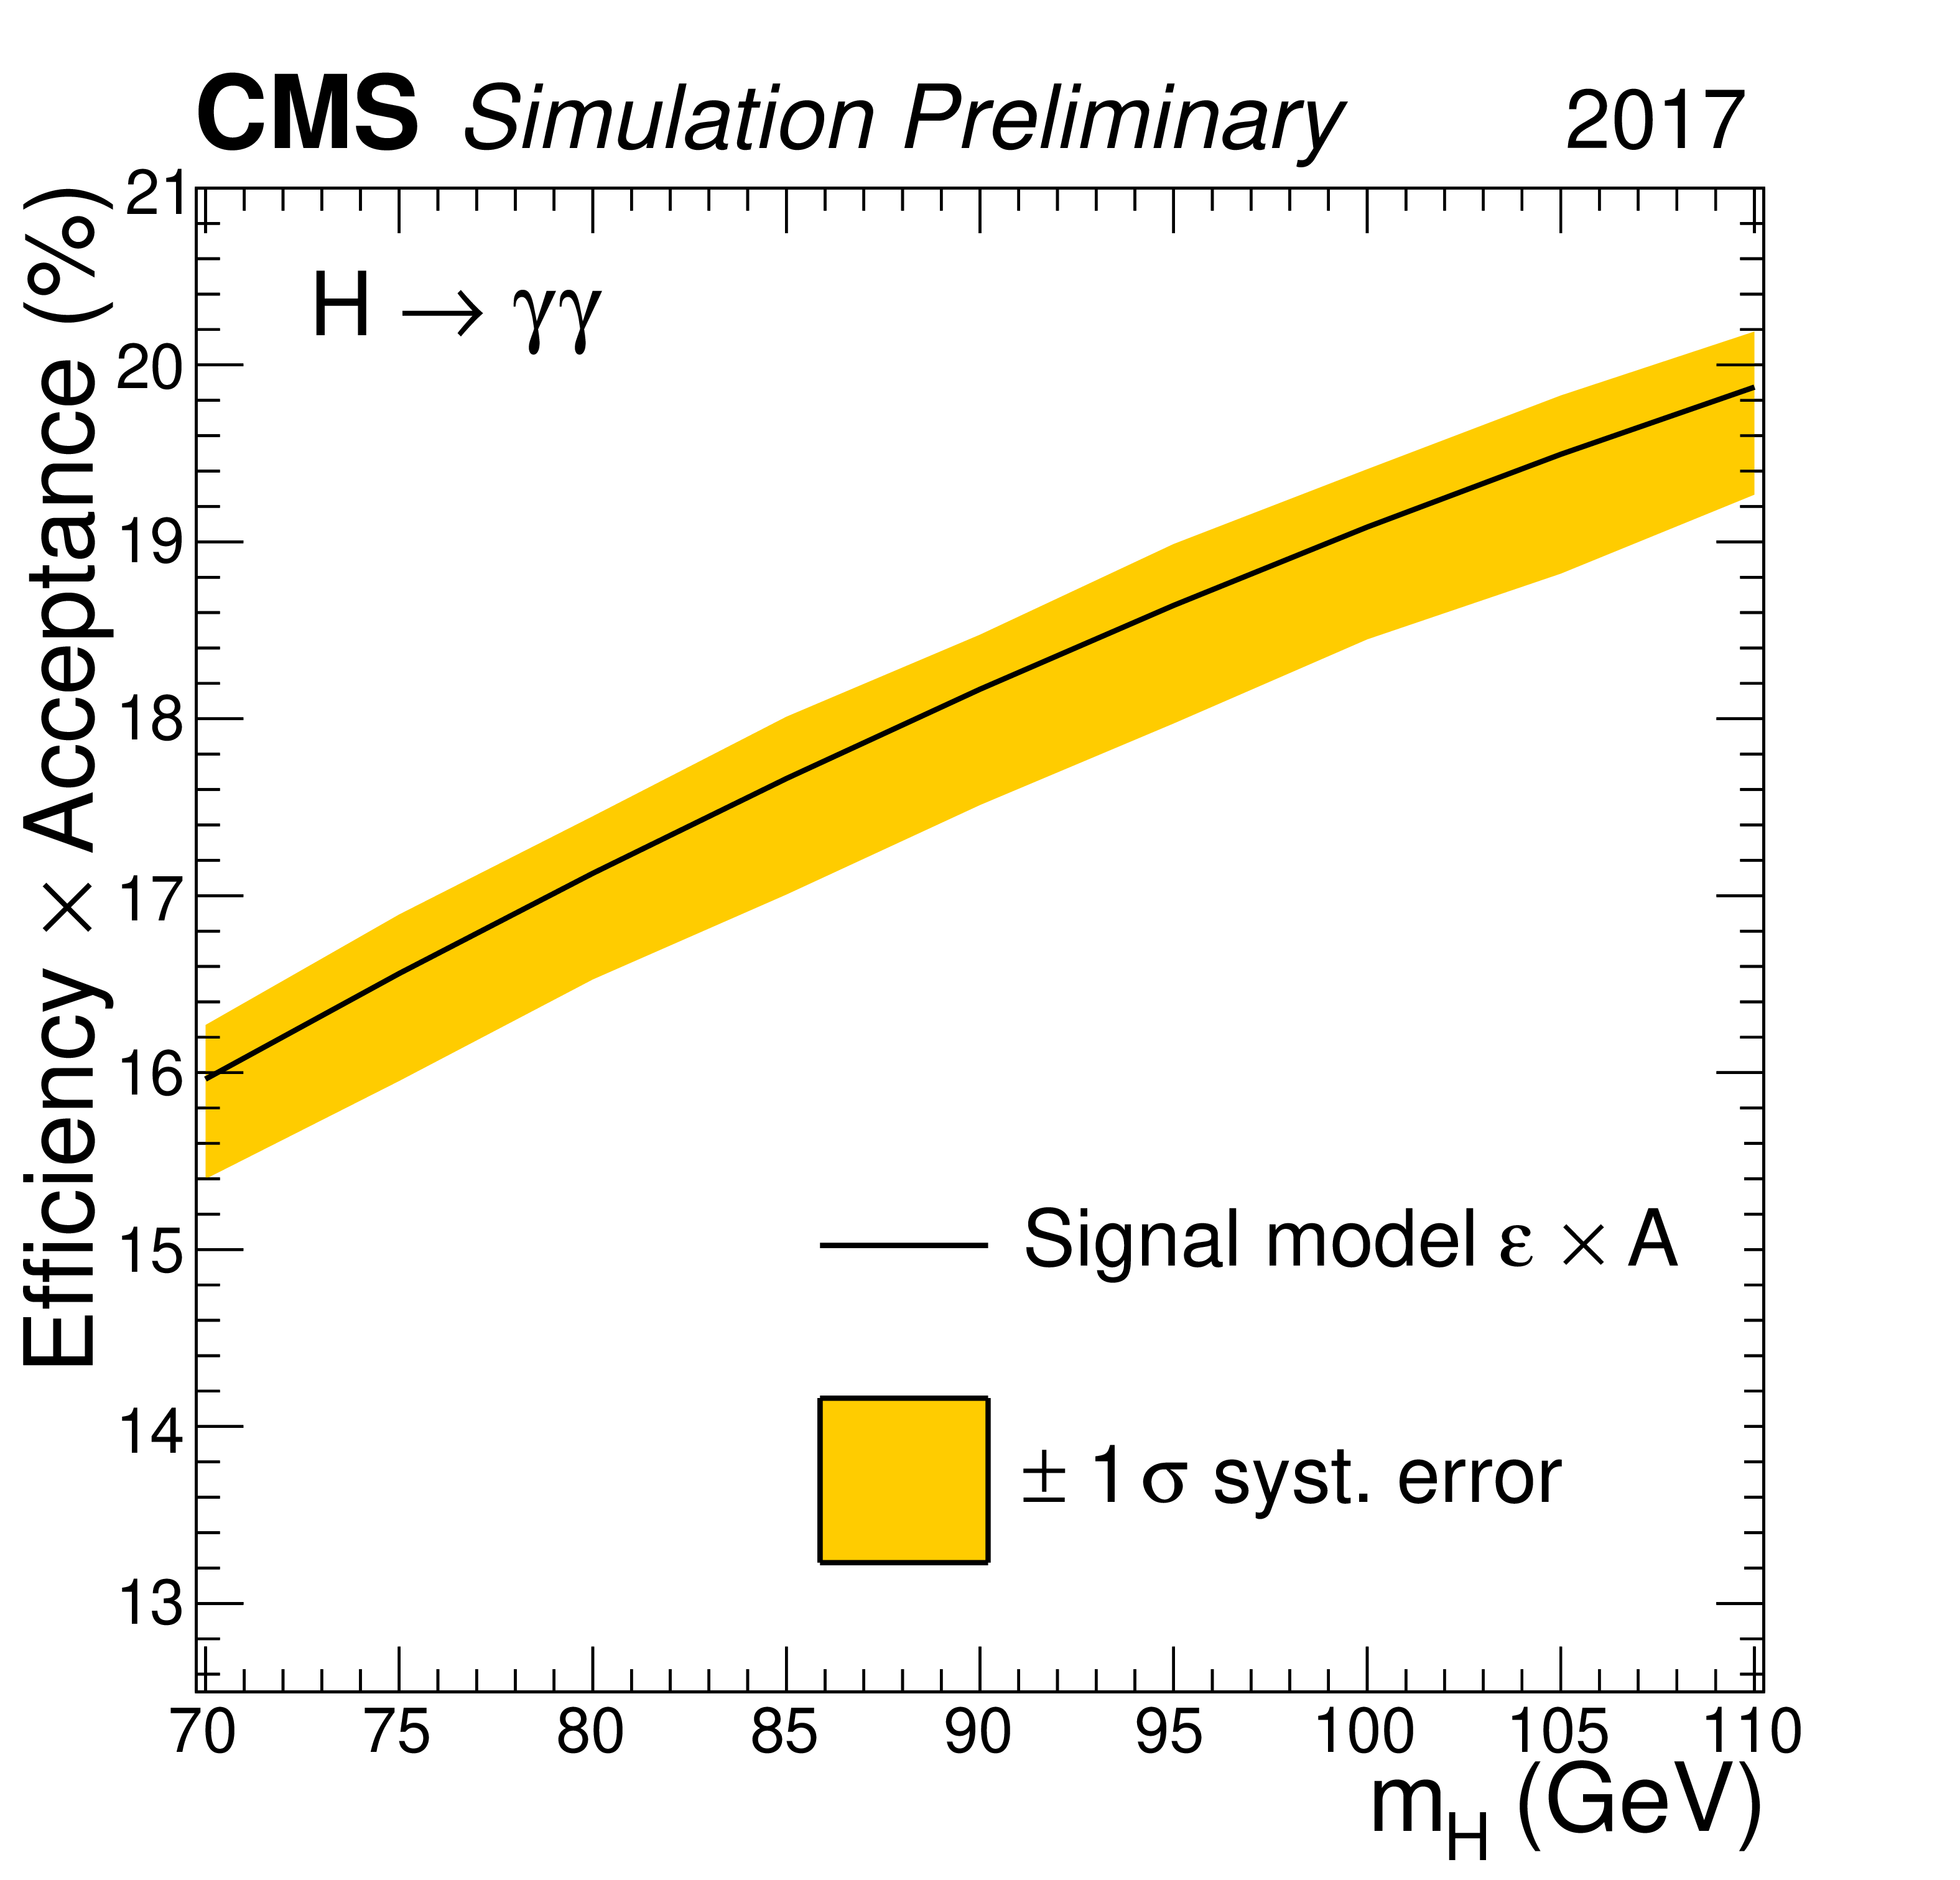 CMS Simulation Preliminary 2017
Efficiency × Acceptance (%)
21
20
19
18
17
16
15
14
13
H → γγ
Signal model ε × A
± 1 σ syst. error
70 75 80 85 90 95 100 105 110
m_H (GeV)